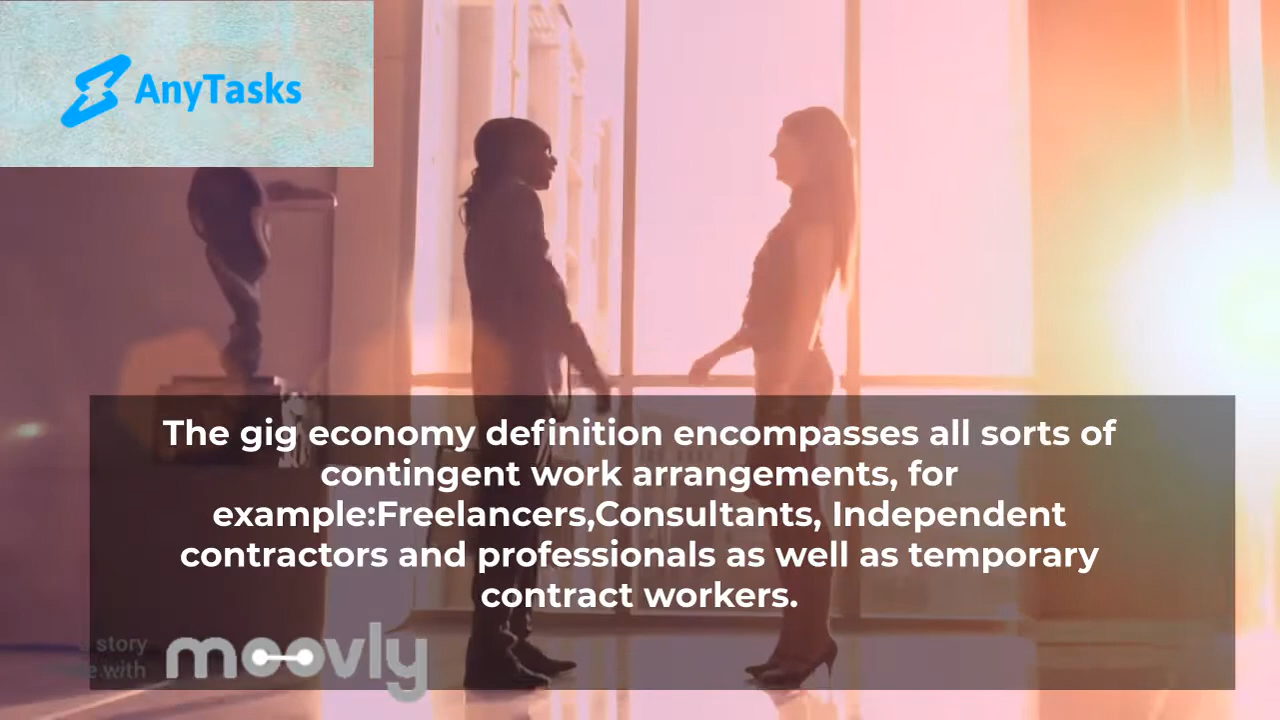 AnyTasks
The gig economy definition encompasses all sorts of
contingent work arrangements, for
example:Freelancers,Consultants, Independent
contractors and professionals as well as temporary
contract workers.
story
with
moovly